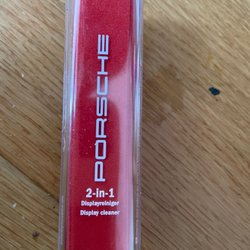 PORSCHE
2-in-1
Displayreiniger
Display cleaner